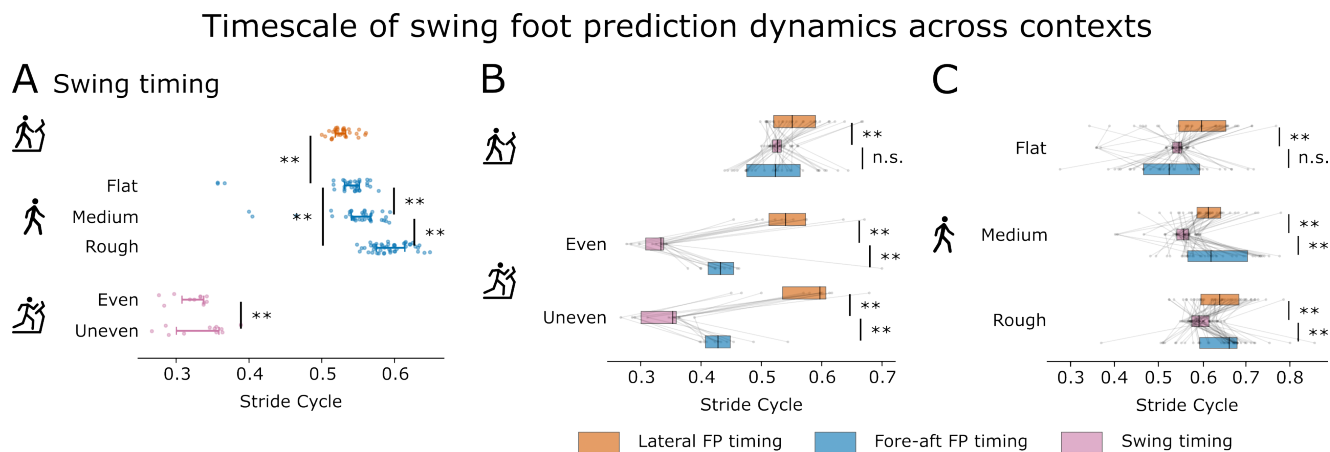 Timescale of swing foot prediction dynamics across contexts
A Swing timing
**
Flat
Medium
Rough
**
**
**
Even
Uneven
**
0.3 0.4 0.5 0.6
Stride Cycle
B
**
n.s.
Even
**
**
Uneven
**
**
0.3 0.4 0.5 0.6 0.7
Stride Cycle
C
Flat
**
n.s.
Medium
**
**
Rough
**
**
0.3 0.4 0.5 0.6 0.7 0.8
Stride Cycle
Lateral FP timing Fore-aft FP timing Swing timing